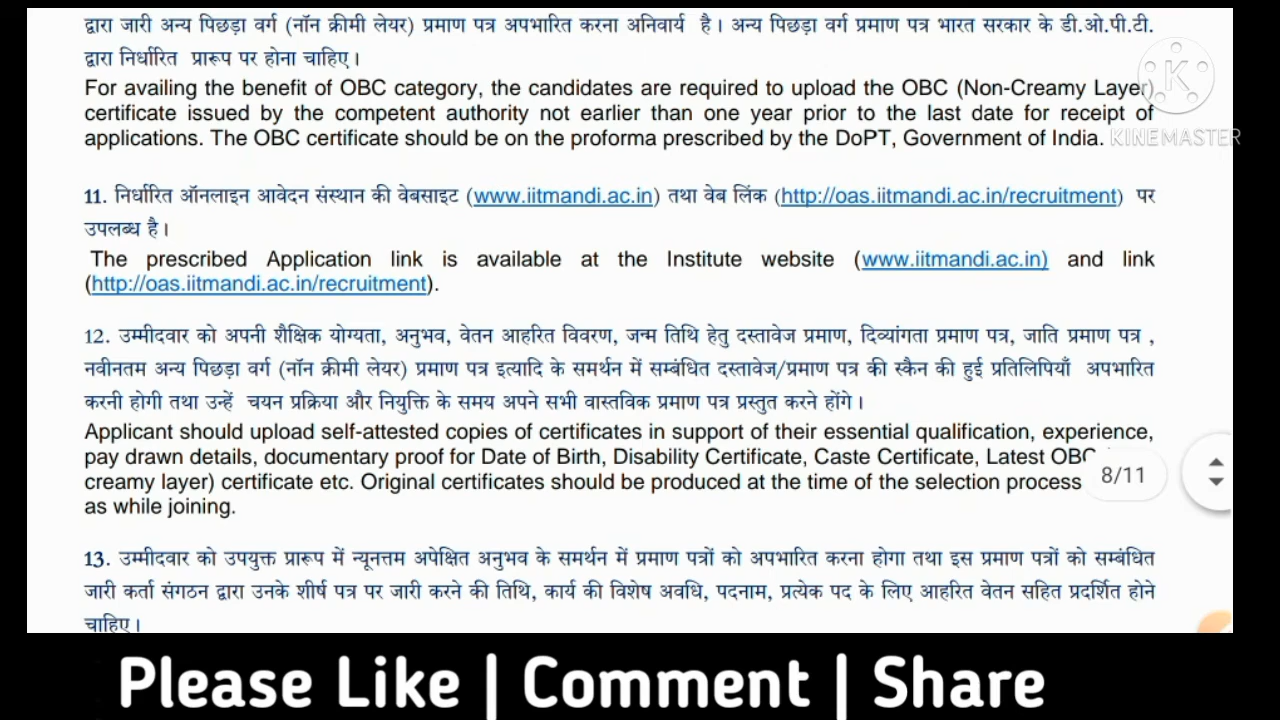 द्वारा जारी अन्य पिछड़ा वर्ग (नॉन क्रीमी लेयर) प्रमाण पत्र अपभारित करना अनिवार्य है। अन्य पिछड़ा वर्ग प्रमाण पत्र भारत सरकार के डी.ओ.पी.टी.
द्वारा निर्धारित प्रारूप पर होना चाहिए।
For availing the benefit of OBC category, the candidates are required to upload the OBC (Non-Creamy Layer)
certificate issued by the competent authority not earlier than one year prior to the last date for receipt of
applications. The OBC certificate should be on the proforma prescribed by the DoPT, Government of India.
K
KINEMASTER
11. निर्धारित ऑनलाइन आवेदन संस्थान की वेबसाइट (www.iitmandi.ac.in) तथा वेब लिंक (http://oas.iitmandi.ac.in/recruitment) पर
उपलब्ध है।
The prescribed Application link is available at the Institute website (www.iitmandi.ac.in) and link
(http://oas.iitmandi.ac.in/recruitment).
12. उम्मीदवार को अपनी शैक्षिक योग्यता, अनुभव, वेतन आहरित विवरण, जन्म तिथि हेतु दस्तावेज प्रमाण, दिव्यांगता प्रमाण पत्र, जाति प्रमाण पत्र ,
नवीनतम अन्य पिछड़ा वर्ग (नॉन क्रीमी लेयर) प्रमाण पत्र इत्यादि के समर्थन में सम्बंधित दस्तावेज/प्रमाण पत्र की स्कैन की हुई प्रतिलिपियाँ अपभारित
करनी होगी तथा उन्हें चयन प्रक्रिया और नियुक्ति के समय अपने सभी वास्तविक प्रमाण पत्र प्रस्तुत करने होंगे।
Applicant should upload self-attested copies of certificates in support of their essential qualification, experience,
pay drawn details, documentary proof for Date of Birth, Disability Certificate, Caste Certificate, Latest OBC
creamy layer) certificate etc. Original certificates should be produced at the time of the selection process
as while joining.
8/11
13. उम्मीदवार को उपयुक्त प्रारूप में न्यूनत्तम अपेक्षित अनुभव के समर्थन में प्रमाण पत्रों को अपभारित करना होगा तथा इस प्रमाण पत्रों को सम्बंधित
जारी कर्ता संगठन द्वारा उनके शीर्ष पत्र पर जारी करने की तिथि, कार्य की विशेष अवधि, पदनाम, प्रत्येक पद के लिए आहरित वेतन सहित प्रदर्शित होने
चाहिए।
Please Like | Comment | Share